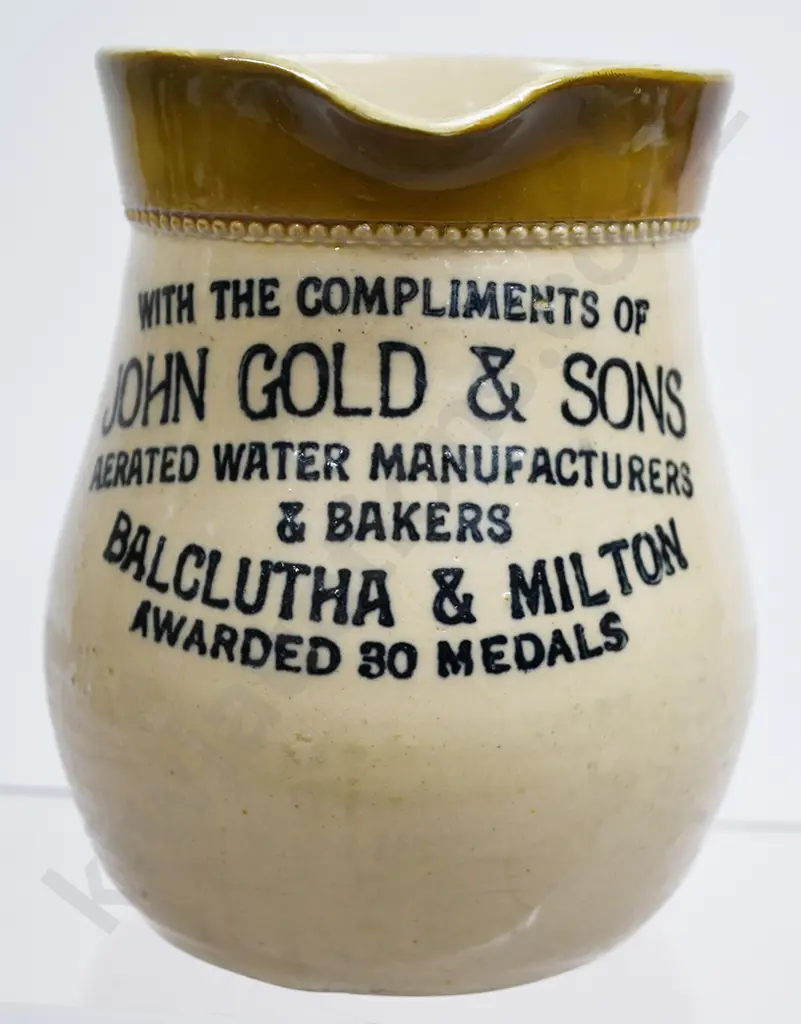 WITH THE COMPLIMENTS OF
JOHN GOLD & SONS
AERATED WATER MANUFACTURERS
& BAKERS
BALCLUTHA & MILTON
AWARDED 30 MEDALS